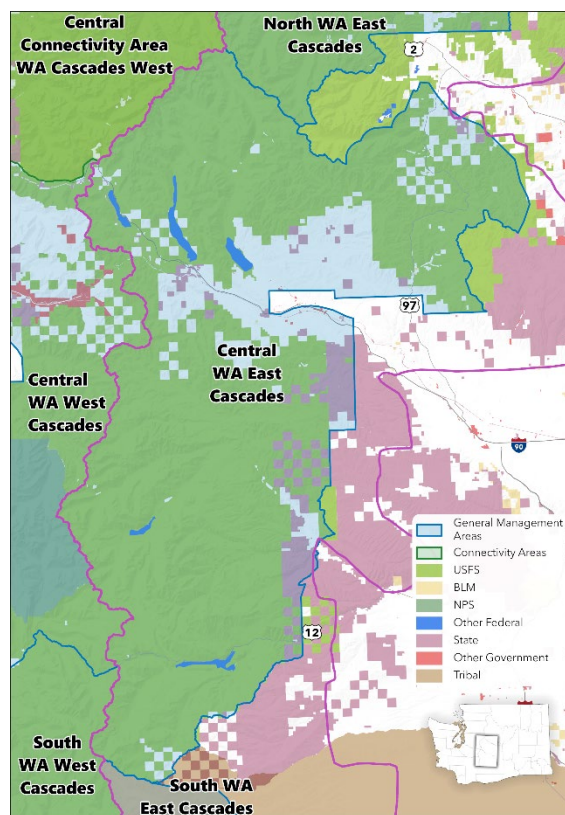 Central
Connectivity Area
WA Cascades West
North WA East
Cascades
2
97
Central
WA East
Cascades
Central
WA West
Cascades
90
General Management
Areas
Connectivity Areas
USFS
BLM
NPS
Other Federal
State
Other Government
Tribal
12
South
WA West
Cascades
South WA
East Cascades